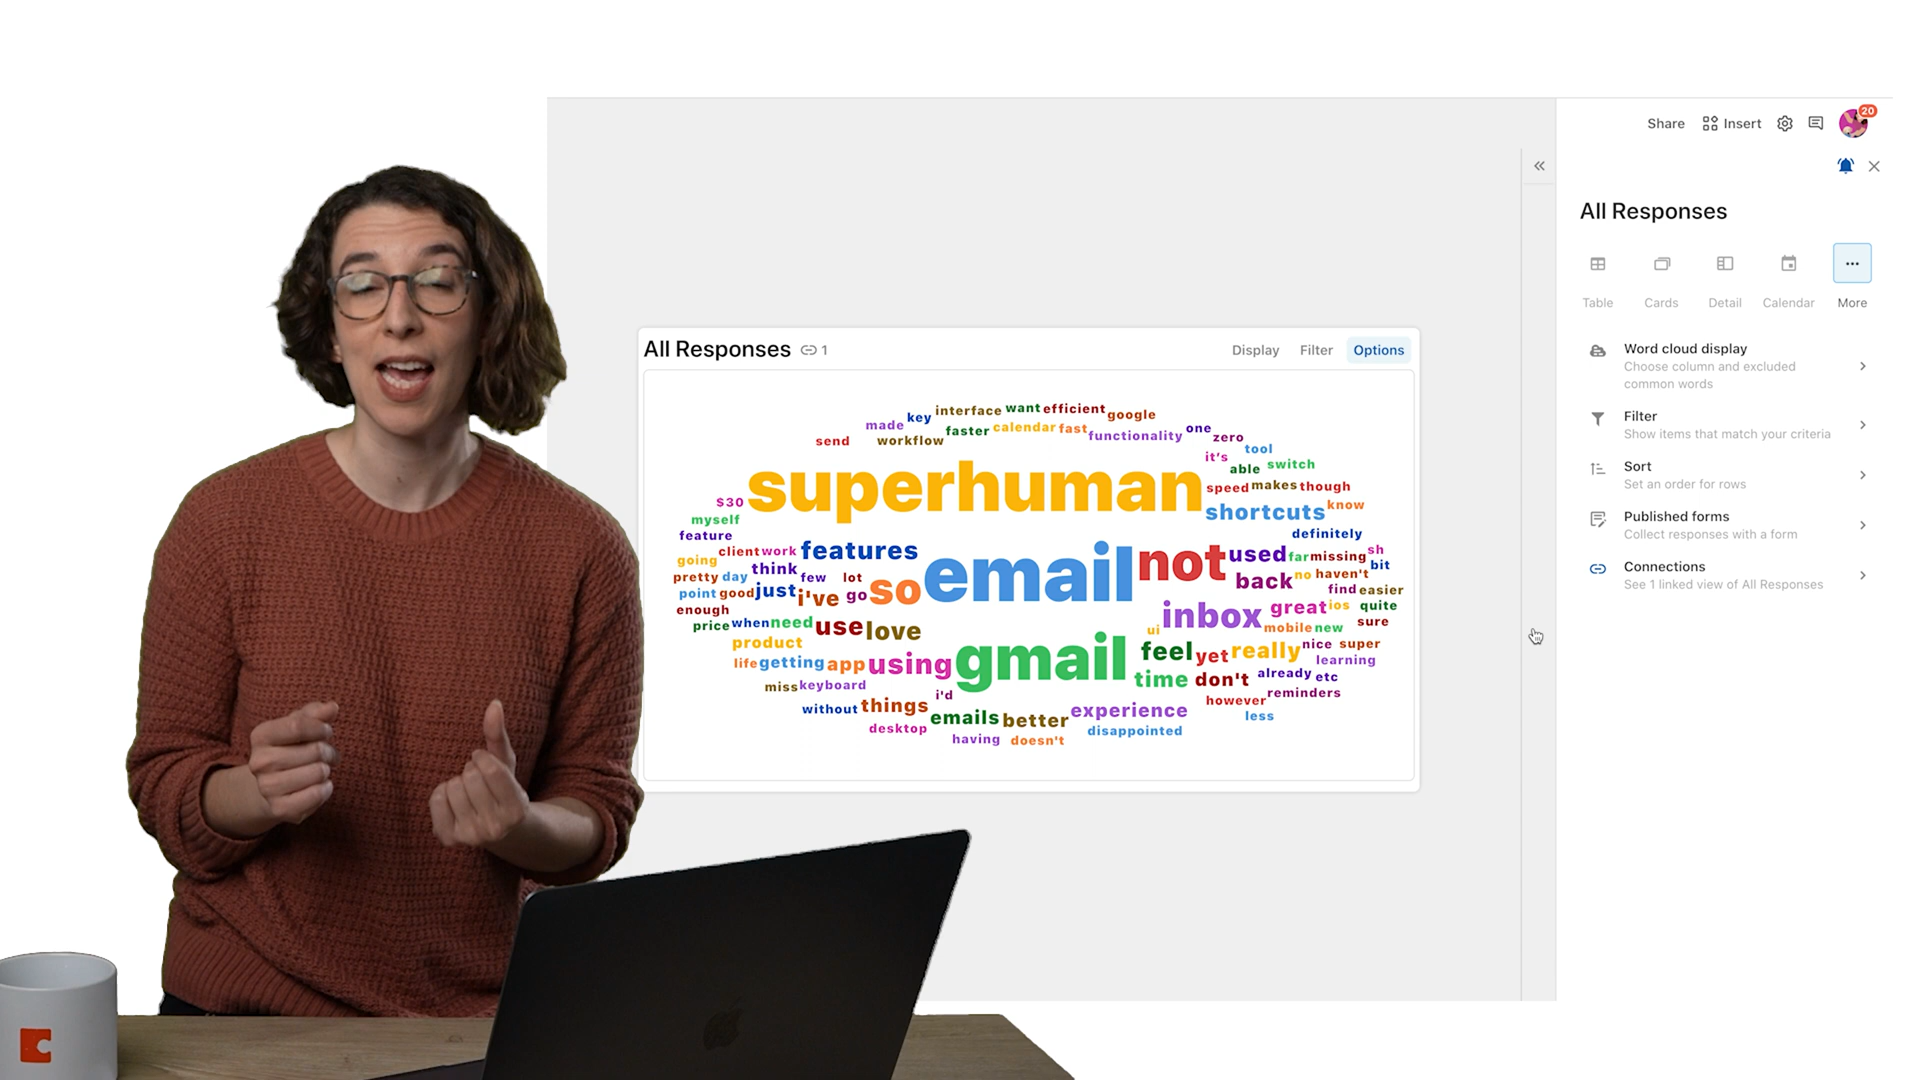 Share
Insert
20
All Responses
Table
Cards
Detail
Calendar
More
Word cloud display
Choose column and excluded
common words
Filter
Show items that match your criteria
Sort
Set an order for rows
Published forms
Collect responses with a form
Connections
See 1 linked view of All Responses
All Responses
1
Display
Filter
Options
made
key
interface
want
efficient
google
send
workflow
faster
calendar
fast
functionality
one
zero
it's
tool
able
switch
$30
superhuman
speed
makes
though
myself
shortcuts
know
feature
definitely
going
client
work
features
email
not
used
far
missing
sh
bit
pretty
day
think
few
lot
so
back
no
haven't
point
good
just
i've
go
find
easier
enough
inbox
great
ios
quite
price
when
need
use
love
ui
mobile
new
sure
product
gmail
feel
yet
really
nice
super
life
getting
app
using
learning
miss
keyboard
i'd
time
don't
already
etc
without
things
emails
better
experience
however
reminders
desktop
disappointed
less
having
doesn't